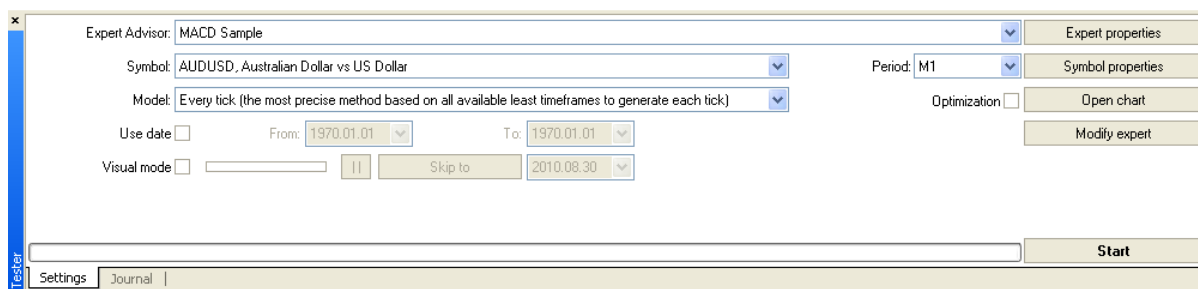 ×
Expert Advisor: MACD Sample Expert properties
Symbol: AUDUSD, Australian Dollar vs US Dollar Period: M1 Symbol properties
Model: Every tick (the most precise method based on all available least timeframes to generate each tick) Optimization Open chart
Use date From: 1970.01.01 To: 1970.01.01 Modify expert
Visual mode Skip to 2010.08.30
Start
Tester
Settings Journal